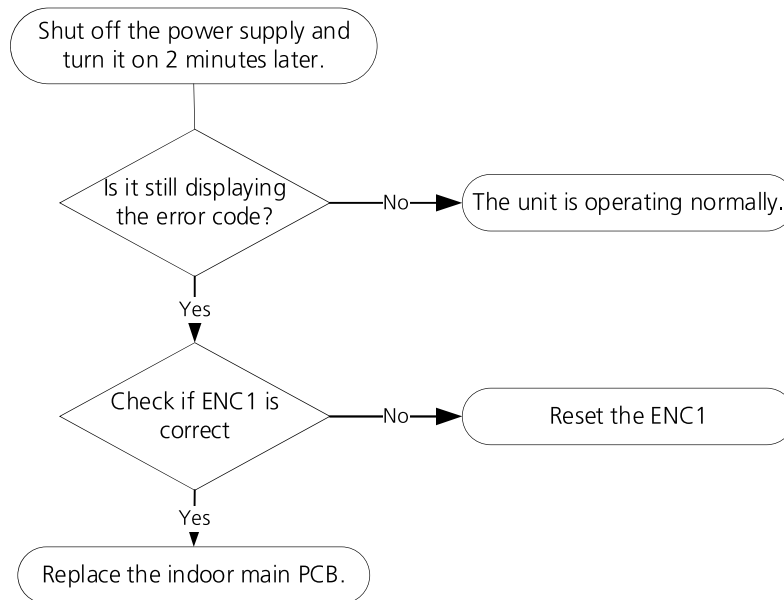 Shut off the power supply and
turn it on 2 minutes later.
Is it still displaying
the error code?
No
The unit is operating normally.
Yes
Check if ENC1 is
correct
No
Reset the ENC1
Yes
Replace the indoor main PCB.